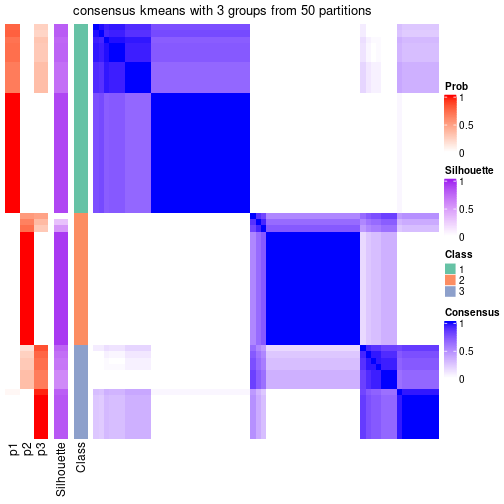 consensus kmeans with 3 groups from 50 partitions
Prob
1
0.5
0
Silhouette
1
0.5
0
Class
1
2
3
Consensus
1
0.5
0
p1
p2
p3
Silhouette
Class